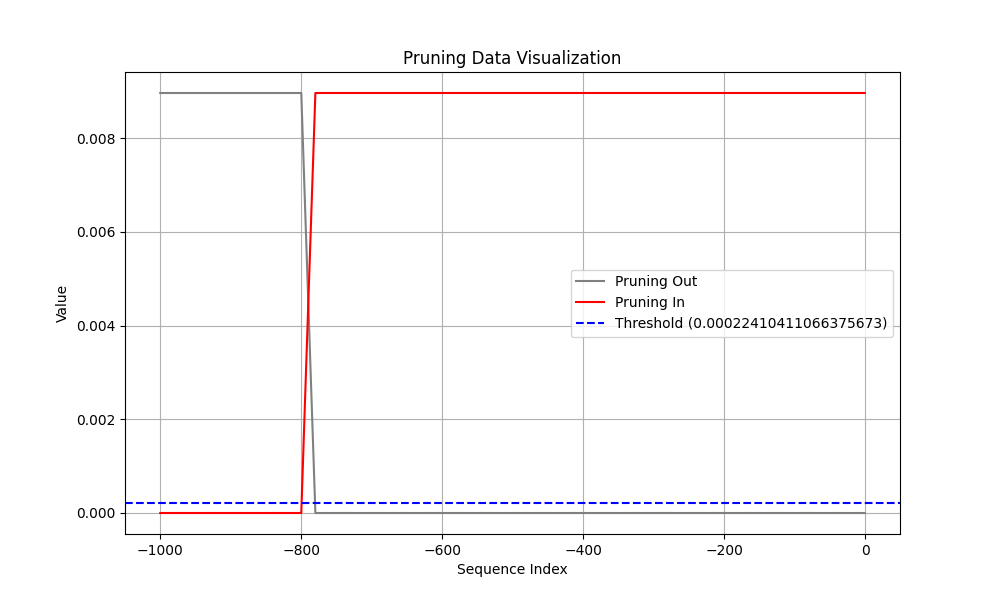 Pruning Data Visualization
Value
0.008
0.006
0.004
0.002
0.000
Pruning Out
Pruning In
Threshold (0.00022410411066375673)
−1000 −800 −600 −400 −200 0
Sequence Index